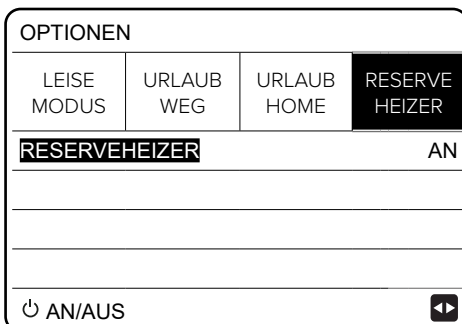 OPTIONEN
LEISE MODUS
URLAUB WEG
URLAUB HOME
RESERVE HEIZER
RESERVEHEIZER AN
AN/AUS